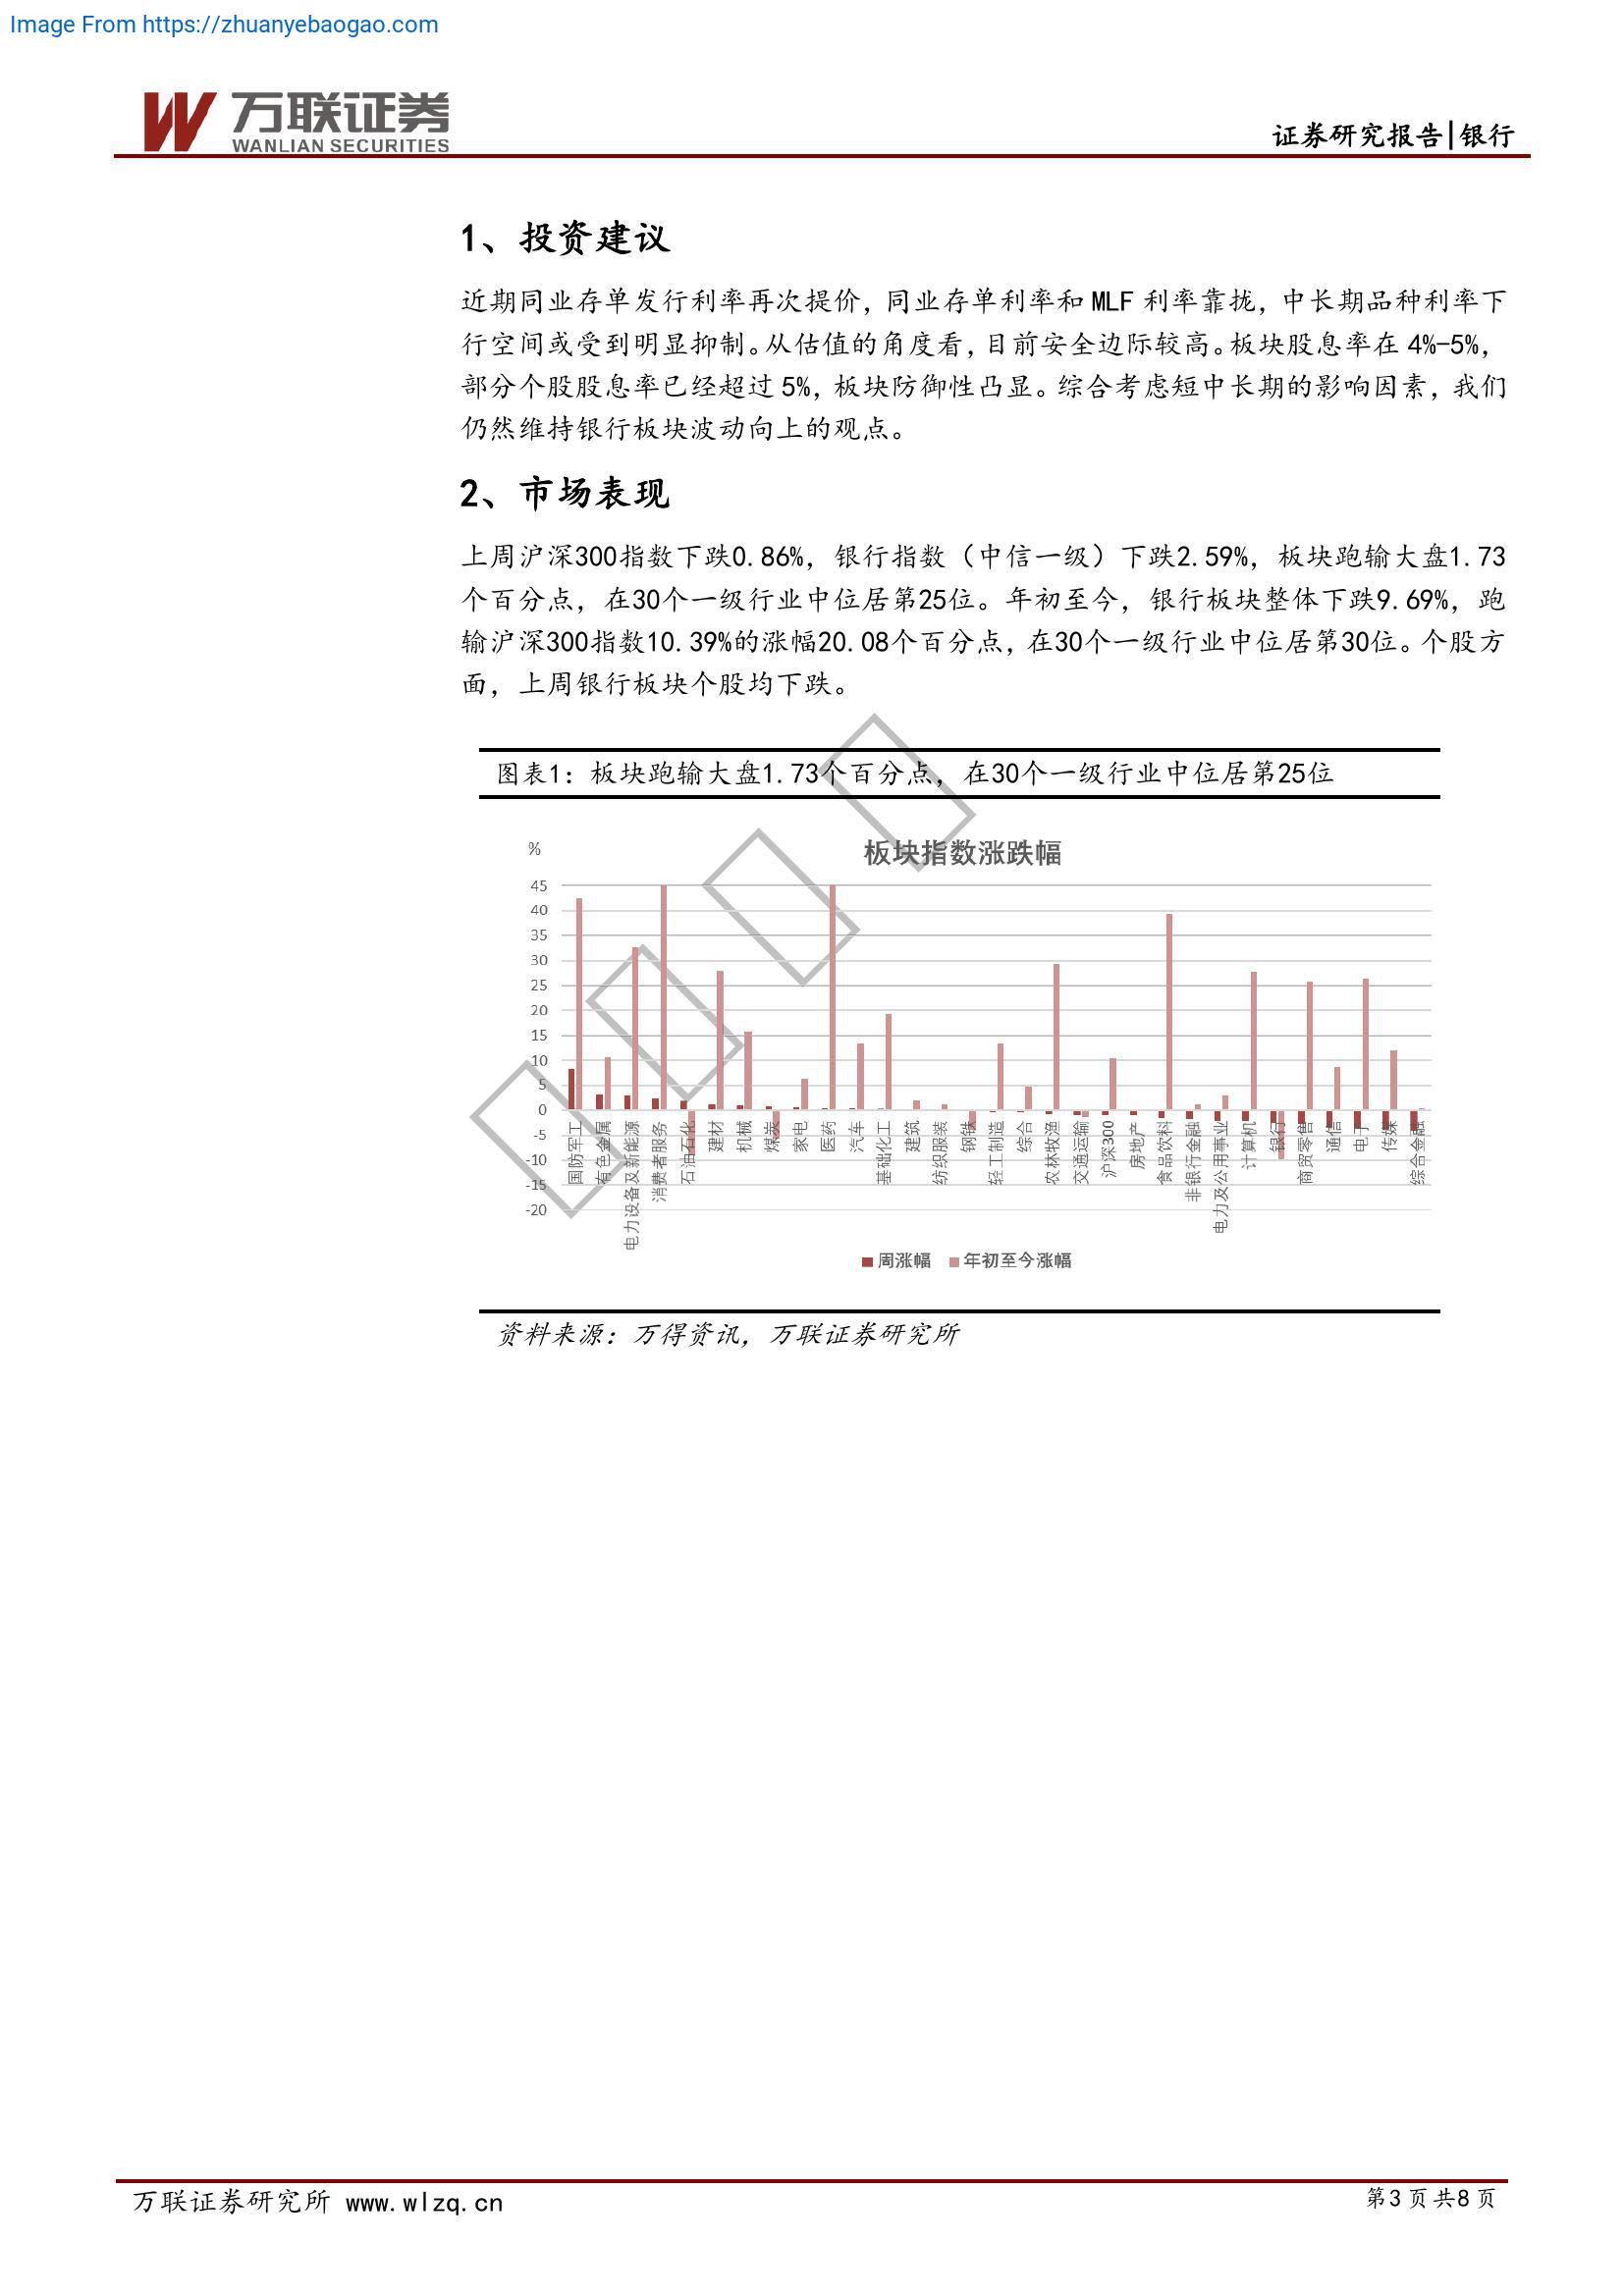 Image From https://zhuanyebaogao.com
万联证券
WANLIAN SECURITIES
证券研究报告|银行
1、投资建议
近期同业存单发行利率再次提价，同业存单利率和 MLF 利率靠拢，中长期品种利率下
行空间或受到明显抑制。从估值的角度看，目前安全边际较高。板块股息率在 4%-5%，
部分个股股息率已经超过 5%，板块防御性凸显。综合考虑短中长期的影响因素，我们
仍然维持银行板块波动向上的观点。
2、市场表现
上周沪深300指数下跌0.86%，银行指数（中信一级）下跌2.59%，板块跑输大盘1.73
个百分点，在30个一级行业中位居第25位。年初至今，银行板块整体下跌9.69%，跑
输沪深300指数10.39%的涨幅20.08个百分点，在30个一级行业中位居第30位。个股方
面，上周银行板块个股均下跌。
图表1：板块跑输大盘1.73个百分点，在30个一级行业中位居第25位
%
板块指数涨跌幅
45
40
35
30
25
20
15
10
5
0
-5
-10
-15
-20
国防军工
有色金属
电力设备及新能源
消费者服务
石油石化
建材
机械
煤炭
家电
医药
汽车
基础化工
建筑
纺织服装
钢铁
轻工制造
综合
农林牧渔
交通运输
沪深300
房地产
食品饮料
非银行金融
电力及公用事业
计算机
银行
商贸零售
通信
电子
传媒
综合金融
周涨幅
年初至今涨幅
资料来源：万得资讯，万联证券研究所
万联证券研究所 www.wlzq.cn
第3页共8页